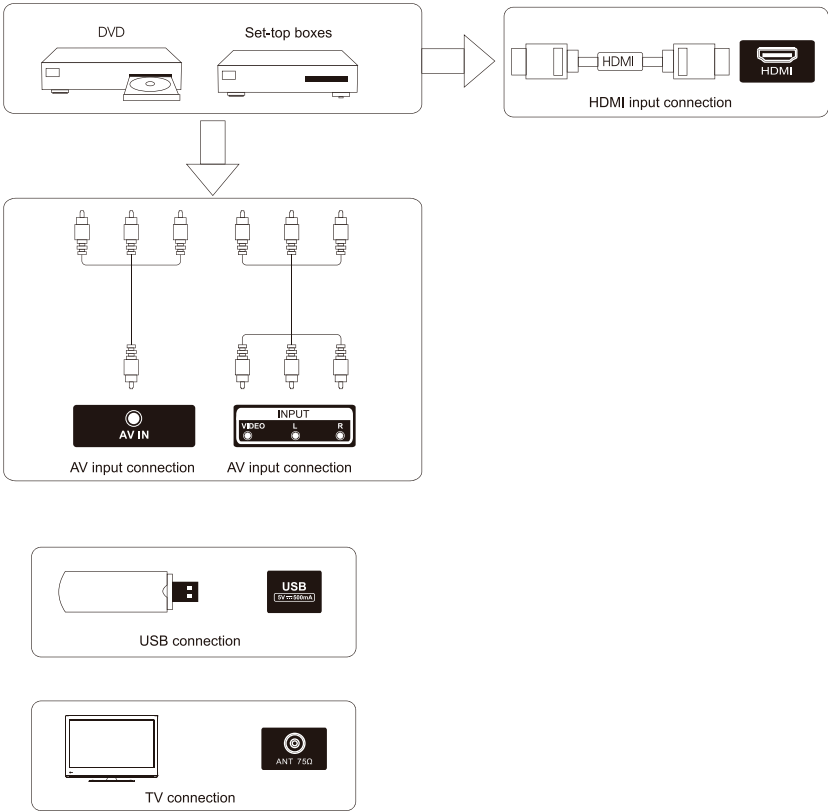 DVD
Set-top boxes
HDMI
HDMI
HDMI input connection
AV IN
INPUT
VIDEO L R
AV input connection
AV input connection
USB
5V⎓500mA
USB connection
ANT 75Ω
TV connection